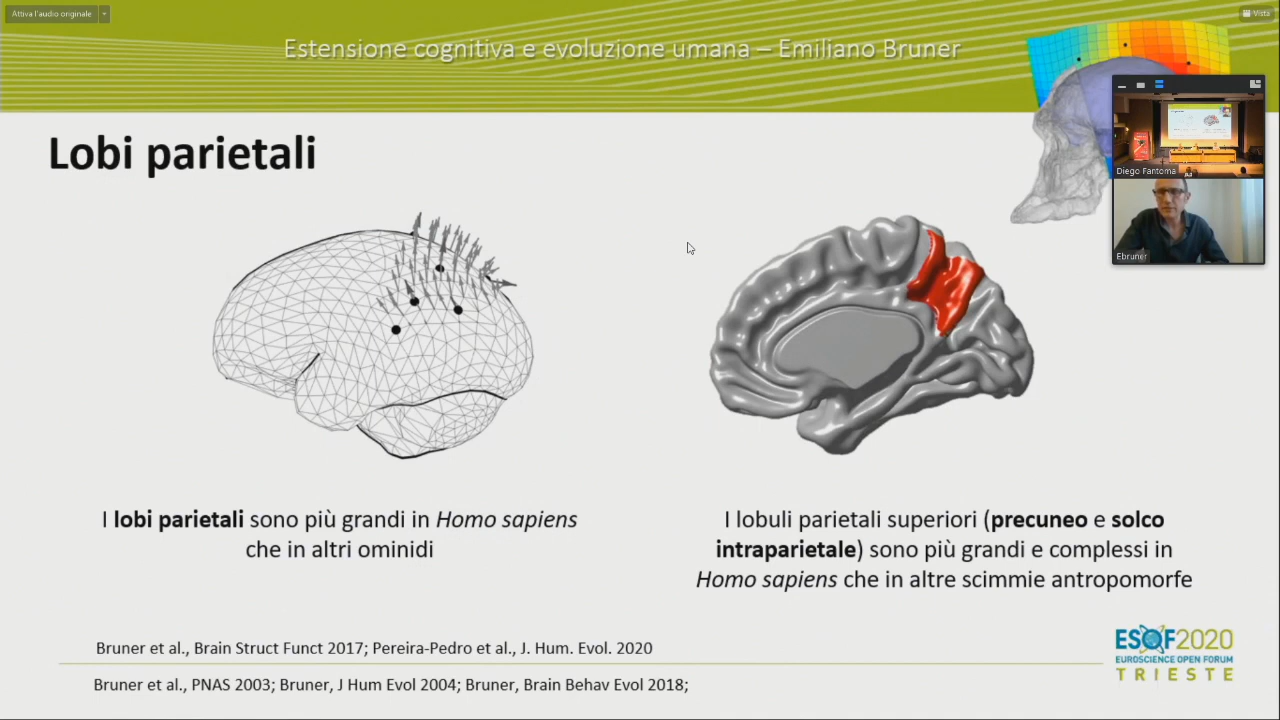 Attiva l'audio originale
Vista
Estensione cognitiva e evoluzione umana – Emiliano Bruner
Lobi parietali
Diego Fantoma
Ebruner
I lobi parietali sono più grandi in Homo sapiens
che in altri ominidi
I lobuli parietali superiori (precuneo e solco
intraparietale) sono più grandi e complessi in
Homo sapiens che in altre scimmie antropomorfe
Bruner et al., Brain Struct Funct 2017; Pereira-Pedro et al., J. Hum. Evol. 2020
Bruner et al., PNAS 2003; Bruner, J Hum Evol 2004; Bruner, Brain Behav Evol 2018;
ESOF2020
EUROSCIENCE OPEN FORUM
TRIESTE